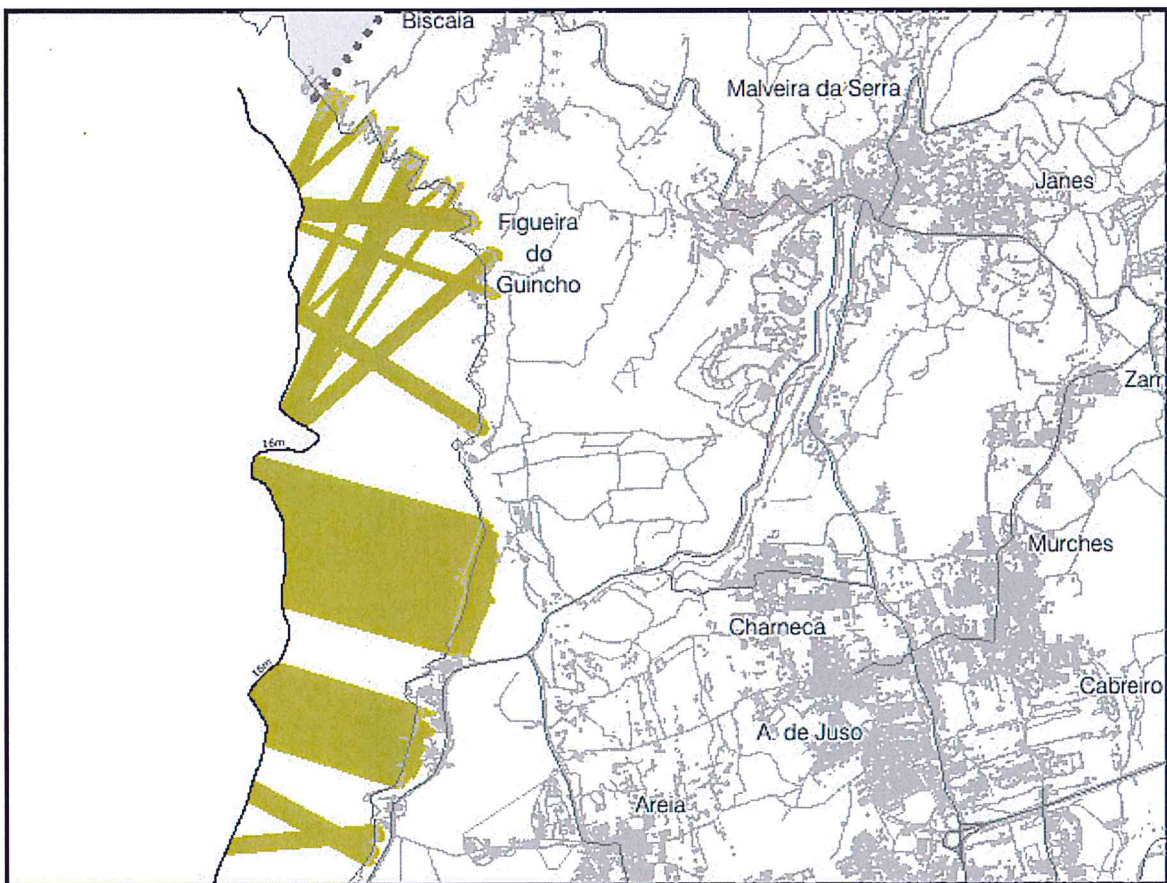 Biscaia
Malveira da Serra
Janes
Figueira
do
Guincho
Zam
16m
Murches
Charneca
16m
Cabreiro
A. de Juso
Areia